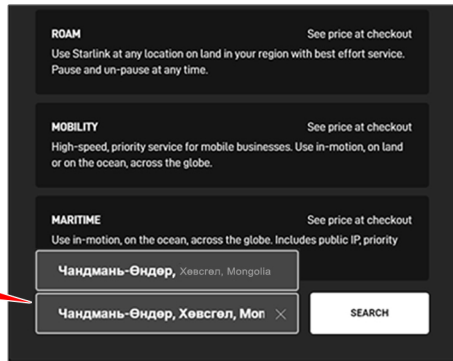 ROAM
See price at checkout
Use Starlink at any location on land in your region with best effort service.
Pause and un-pause at any time.
MOBILITY
See price at checkout
High-speed, priority service for mobile businesses. Use in-motion, on land
or on the ocean, across the globe.
MARITIME
See price at checkout
Use in-motion, on the ocean, across the globe. Includes public IP, priority
Чандмань-Өндөр, Хөвсгөл, Mongolia
Чандмань-Өндөр, Хөвсгөл, Mon
SEARCH